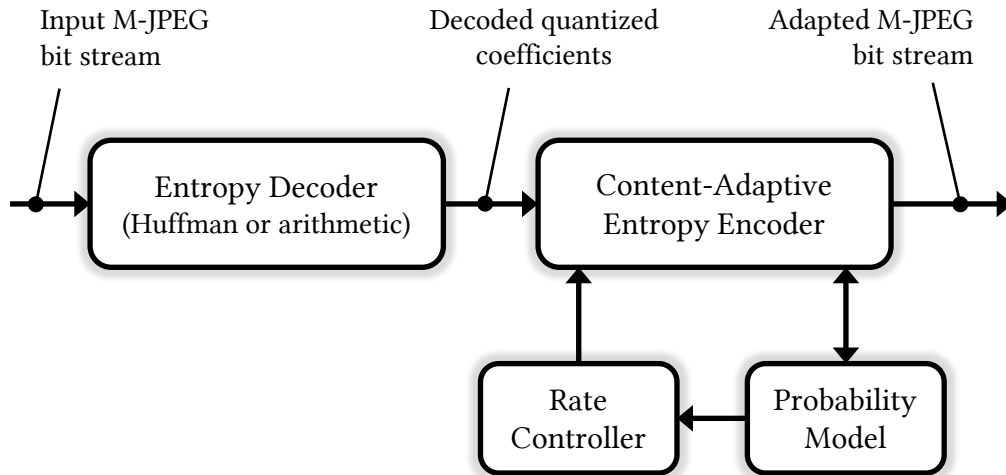 Input M-JPEG
bit stream
Decoded quantized
coefficients
Adapted M-JPEG
bit stream
Entropy Decoder
(Huffman or arithmetic)
Content-Adaptive
Entropy Encoder
Rate
Controller
Probability
Model